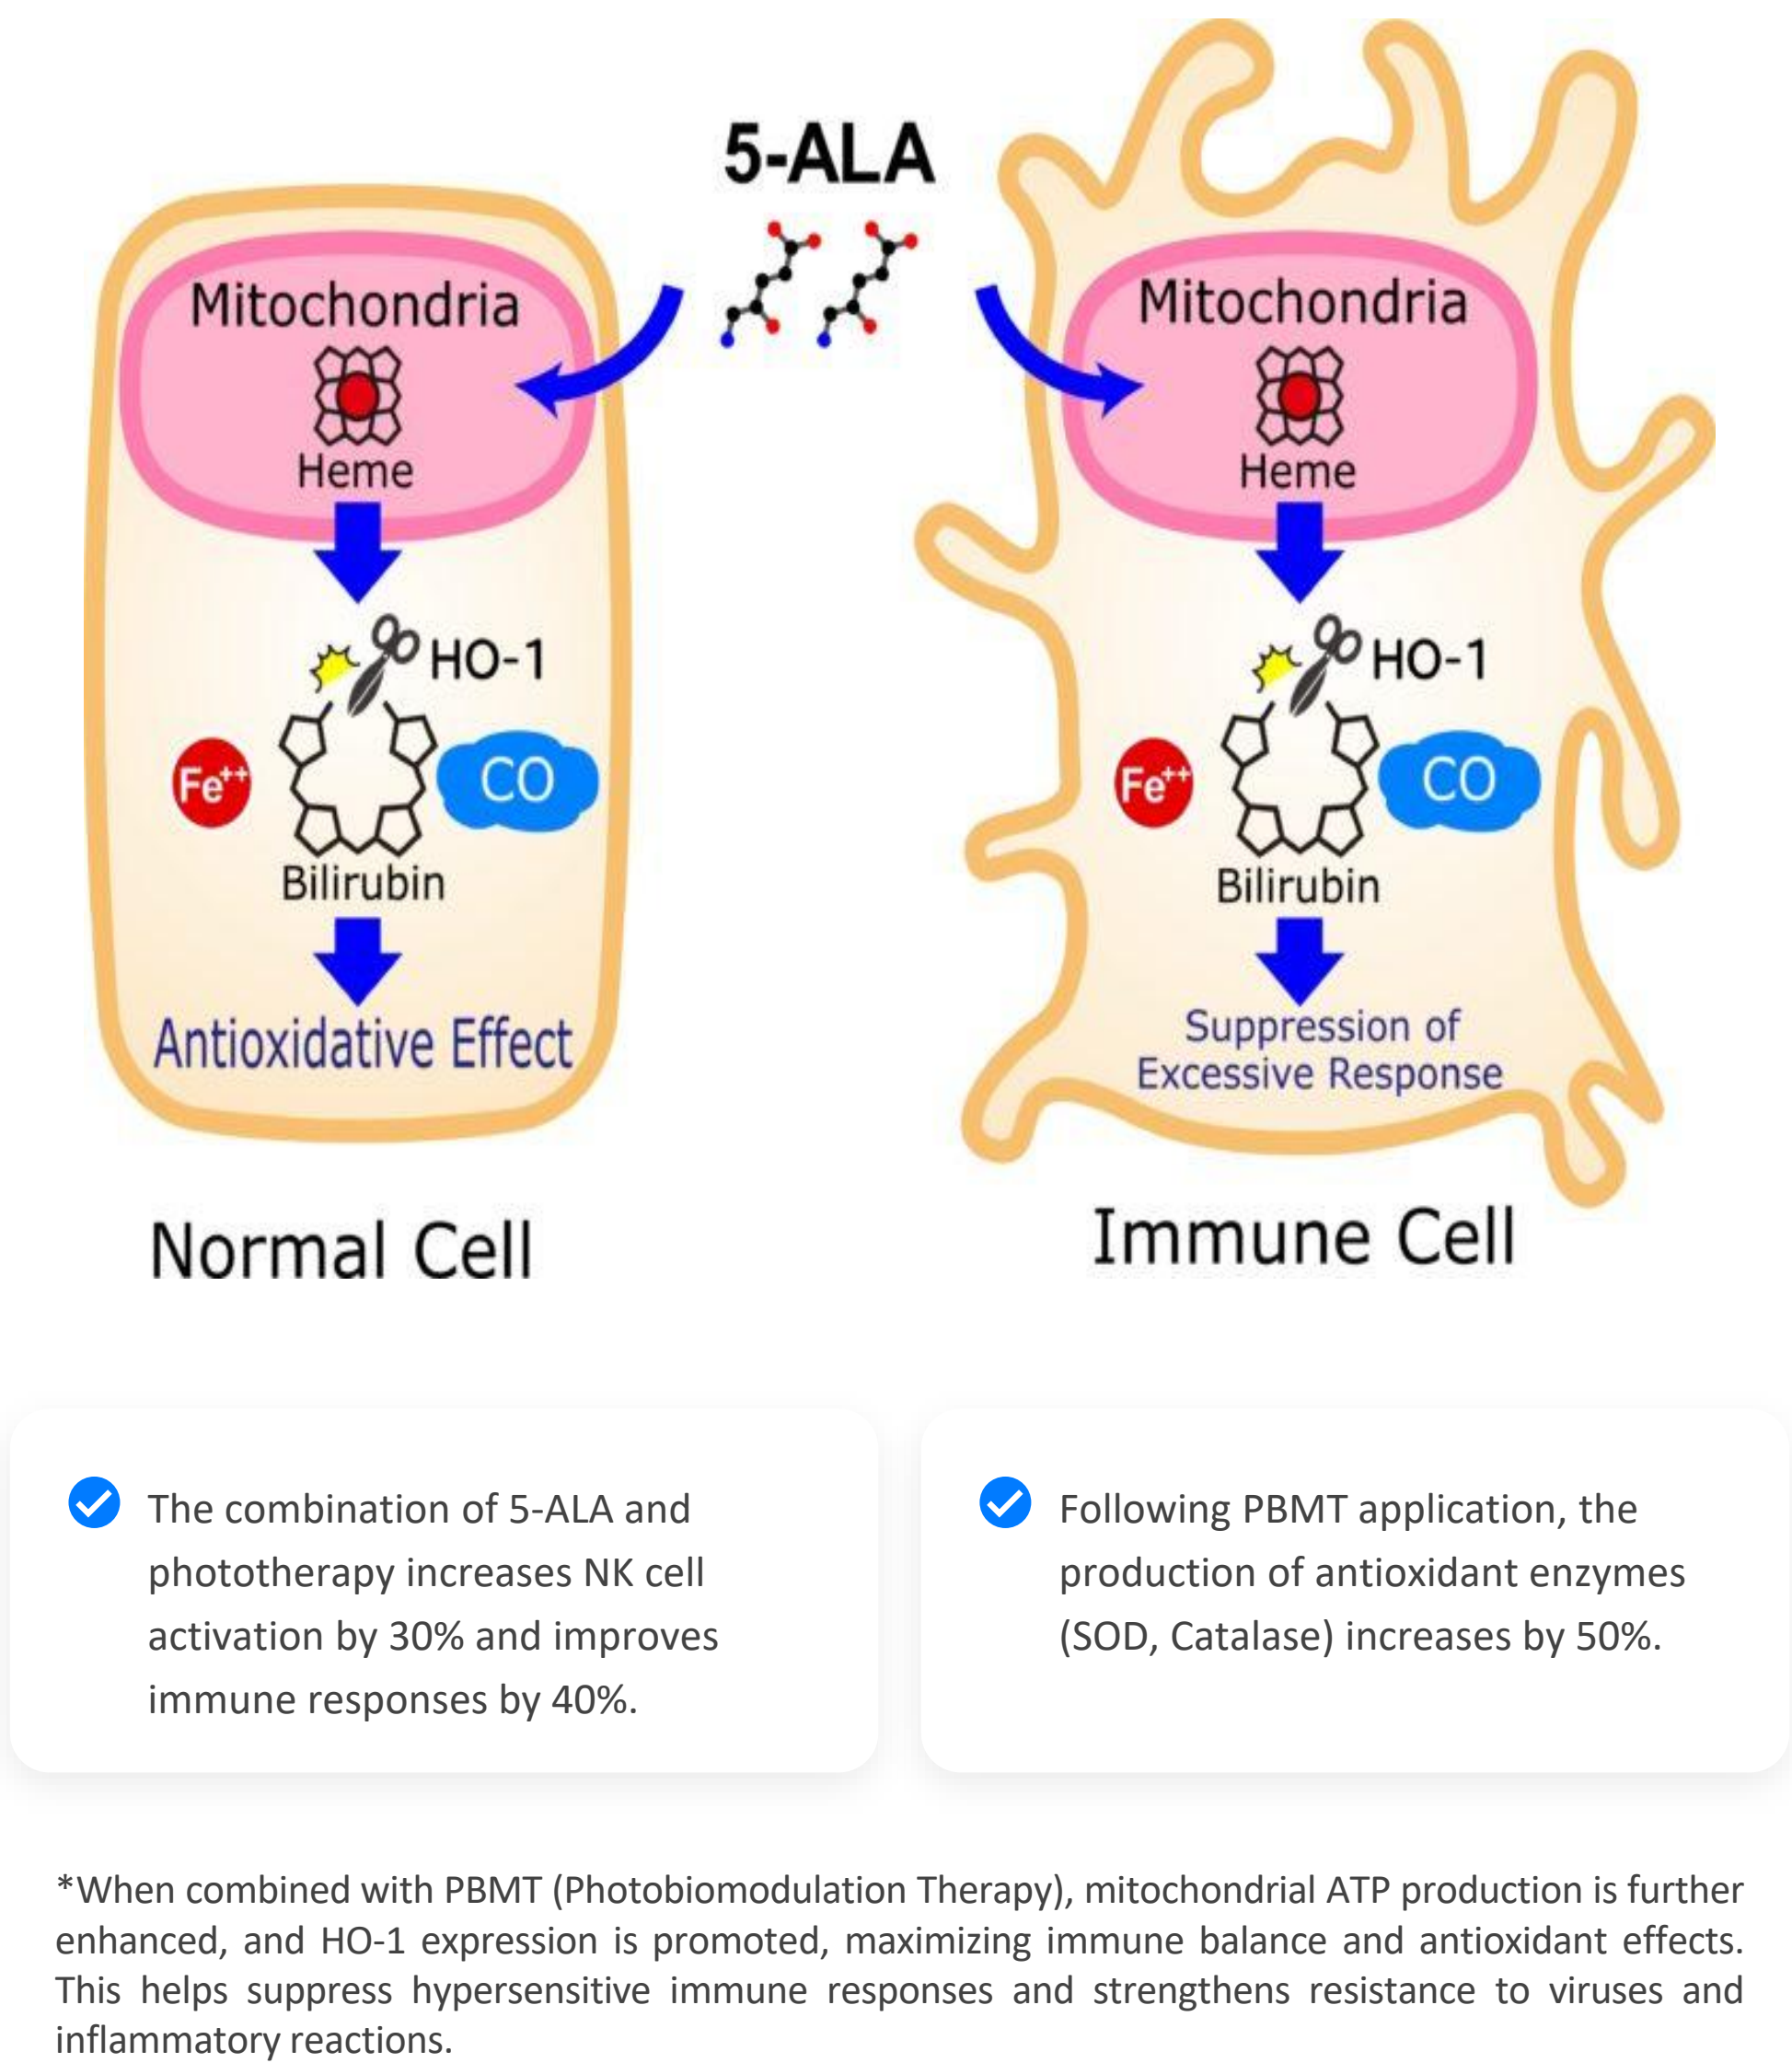 5-ALA
Mitochondria
Heme
HO-1
Fe++
CO
Bilirubin
Antioxidative Effect
Normal Cell
Mitochondria
Heme
HO-1
Fe++
CO
Bilirubin
Suppression of
Excessive Response
Immune Cell
The combination of 5-ALA and
phototherapy increases NK cell
activation by 30% and improves
immune responses by 40%.
Following PBMT application, the
production of antioxidant enzymes
(SOD, Catalase) increases by 50%.
*When combined with PBMT (Photobiomodulation Therapy), mitochondrial ATP production is further
enhanced, and HO-1 expression is promoted, maximizing immune balance and antioxidant effects.
This helps suppress hypersensitive immune responses and strengthens resistance to viruses and
inflammatory reactions.